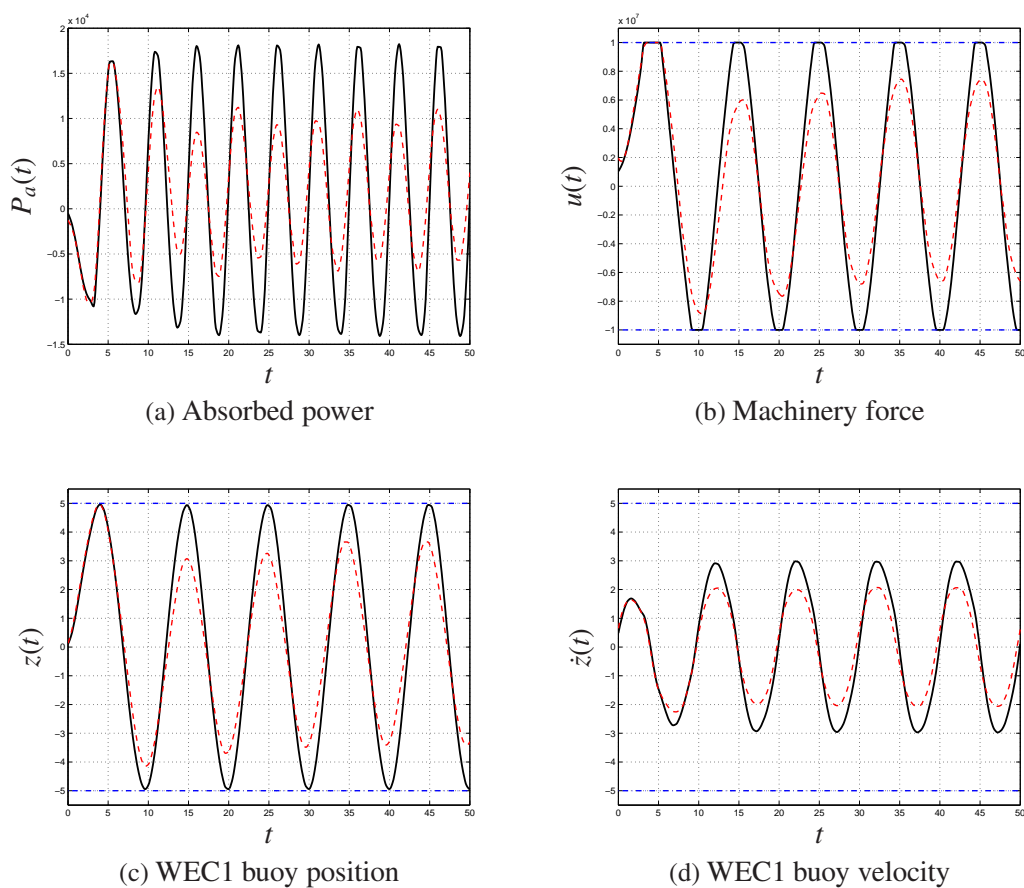 x 10⁴
2
1.5
1
0.5
0
−0.5
−1
−1.5
0 5 10 15 20 25 30 35 40 45 50
P_a(t)
t
(a) Absorbed power
x 10⁷
1
0.8
0.6
0.4
0.2
0
−0.2
−0.4
−0.6
−0.8
−1
0 5 10 15 20 25 30 35 40 45 50
u(t)
t
(b) Machinery force
5
4
3
2
1
0
−1
−2
−3
−4
−5
0 5 10 15 20 25 30 35 40 45 50
z(t)
t
(c) WEC1 buoy position
5
4
3
2
1
0
−1
−2
−3
−4
−5
0 5 10 15 20 25 30 35 40 45 50
ż(t)
t
(d) WEC1 buoy velocity